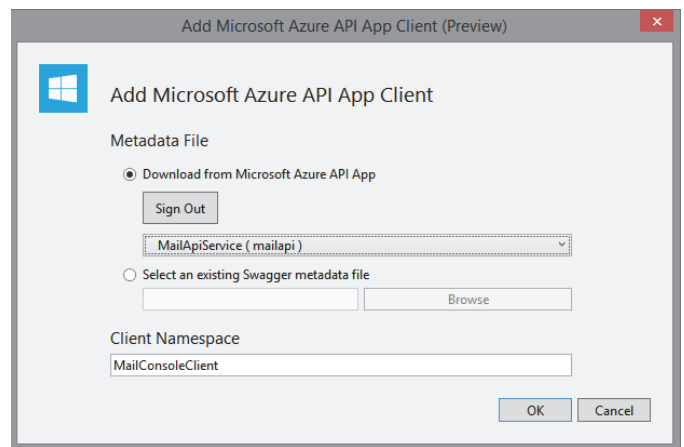 Add Microsoft Azure API App Client (Preview)
Add Microsoft Azure API App Client
Metadata File
Download from Microsoft Azure API App
Sign Out
MailApiService ( mailapi )
Select an existing Swagger metadata file
Browse
Client Namespace
MailConsoleClient
OK Cancel